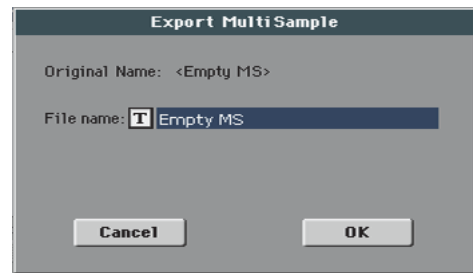 Export MultiSample
Original Name: <Empty MS>
File name: T Empty MS
Cancel OK